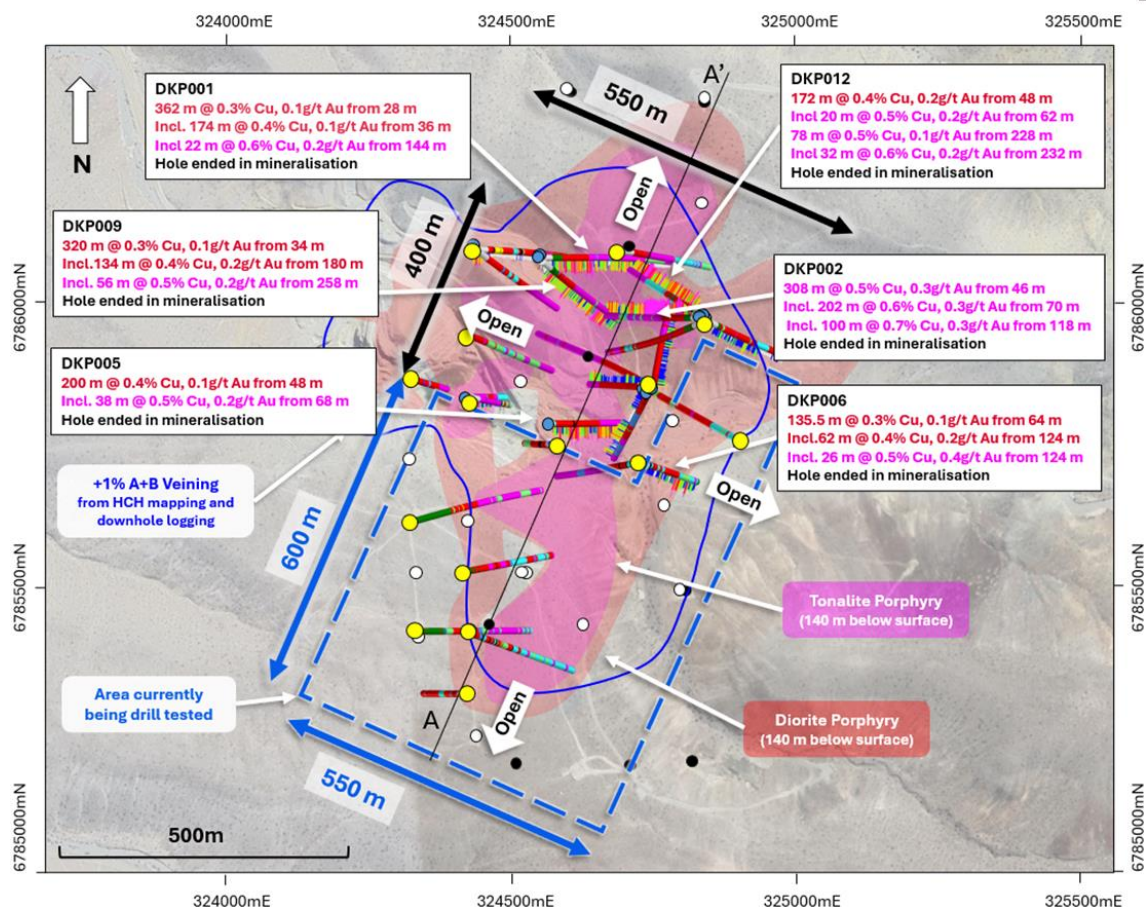 324000mE
324500mE
325000mE
325500mE
DKP001
362 m @ 0.3% Cu, 0.1g/t Au from 28 m
Incl. 174 m @ 0.4% Cu, 0.1g/t Au from 36 m
Incl 22 m @ 0.6% Cu, 0.2g/t Au from 144 m
Hole ended in mineralisation
550 m
A'
DKP012
172 m @ 0.4% Cu, 0.2g/t Au from 48 m
Incl 20 m @ 0.5% Cu, 0.2g/t Au from 62 m
78 m @ 0.5% Cu, 0.1g/t Au from 228 m
Incl 32 m @ 0.6% Cu, 0.2g/t Au from 232 m
Hole ended in mineralisation
N
Open
DKP009
320 m @ 0.3% Cu, 0.1g/t Au from 34 m
Incl.134 m @ 0.4% Cu, 0.2g/t Au from 180 m
Incl. 56 m @ 0.5% Cu, 0.2g/t Au from 258 m
Hole ended in mineralisation
400 m
6786000mN
6786000mN
Open
DKP002
308 m @ 0.5% Cu, 0.3g/t Au from 46 m
Incl. 202 m @ 0.6% Cu, 0.3g/t Au from 70 m
Incl. 100 m @ 0.7% Cu, 0.3g/t Au from 118 m
Hole ended in mineralisation
DKP005
200 m @ 0.4% Cu, 0.1g/t Au from 48 m
Incl. 38 m @ 0.5% Cu, 0.2g/t Au from 68 m
Hole ended in mineralisation
DKP006
135.5 m @ 0.3% Cu, 0.1g/t Au from 64 m
Incl.62 m @ 0.4% Cu, 0.2g/t Au from 124 m
Incl. 26 m @ 0.5% Cu, 0.4g/t Au from 124 m
Hole ended in mineralisation
+1% A+B Veining
from HCH mapping and
downhole logging
Open
600 m
6785500mN
6785500mN
Tonalite Porphyry
(140 m below surface)
Area currently
being drill tested
A
Open
Diorite Porphyry
(140 m below surface)
550 m
500m
6785000mN
6785000mN
324000mE
324500mE
325000mE
325500mE